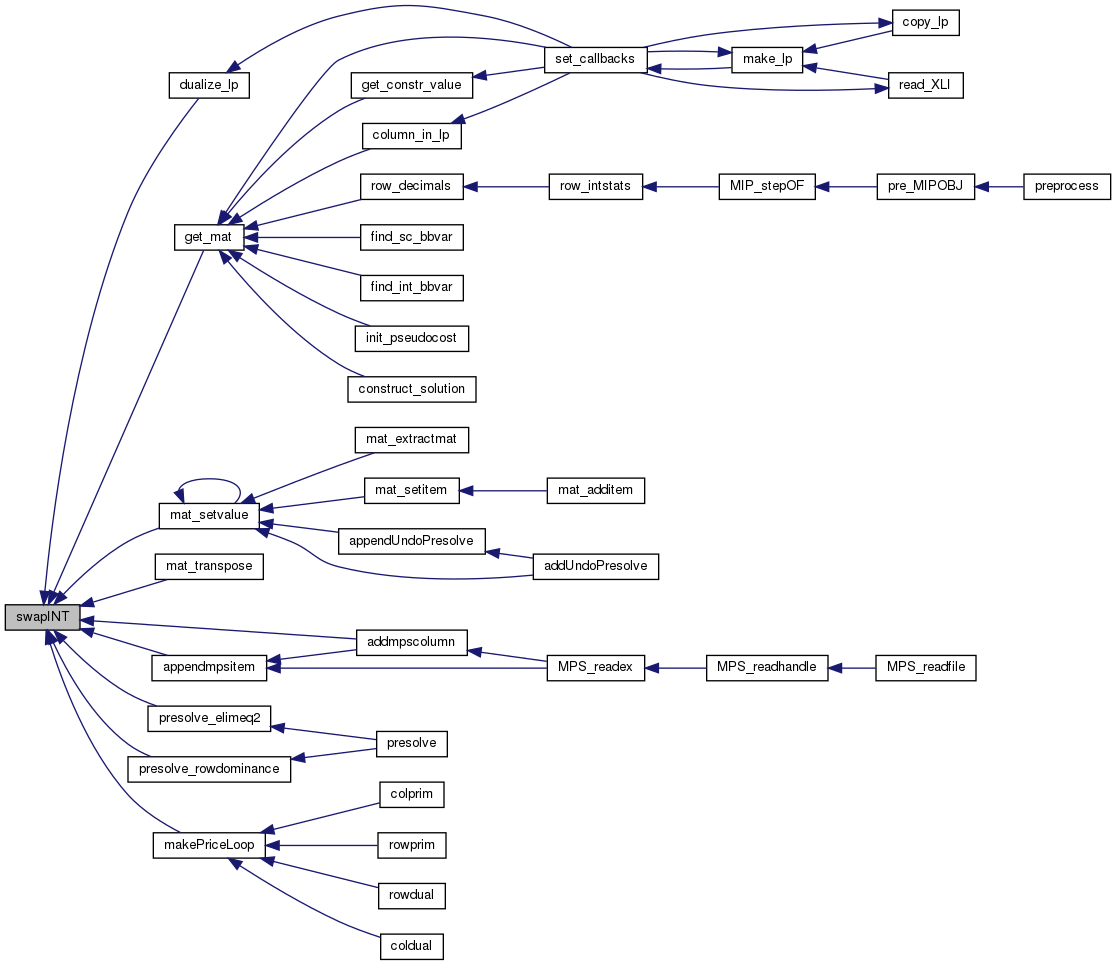 copy_lp
set_callbacks
make_lp
dualize_lp
get_constr_value
read_XLI
column_in_lp
row_decimals
row_intstats
MIP_stepOF
pre_MIPOBJ
preprocess
get_mat
find_sc_bbvar
find_int_bbvar
init_pseudocost
construct_solution
mat_extractmat
mat_setitem
mat_additem
mat_setvalue
appendUndoPresolve
mat_transpose
addUndoPresolve
swapINT
addmpscolumn
appendmpsitem
MPS_readex
MPS_readhandle
MPS_readfile
presolve_elimeq2
presolve
presolve_rowdominance
colprim
makePriceLoop
rowprim
rowdual
coldual